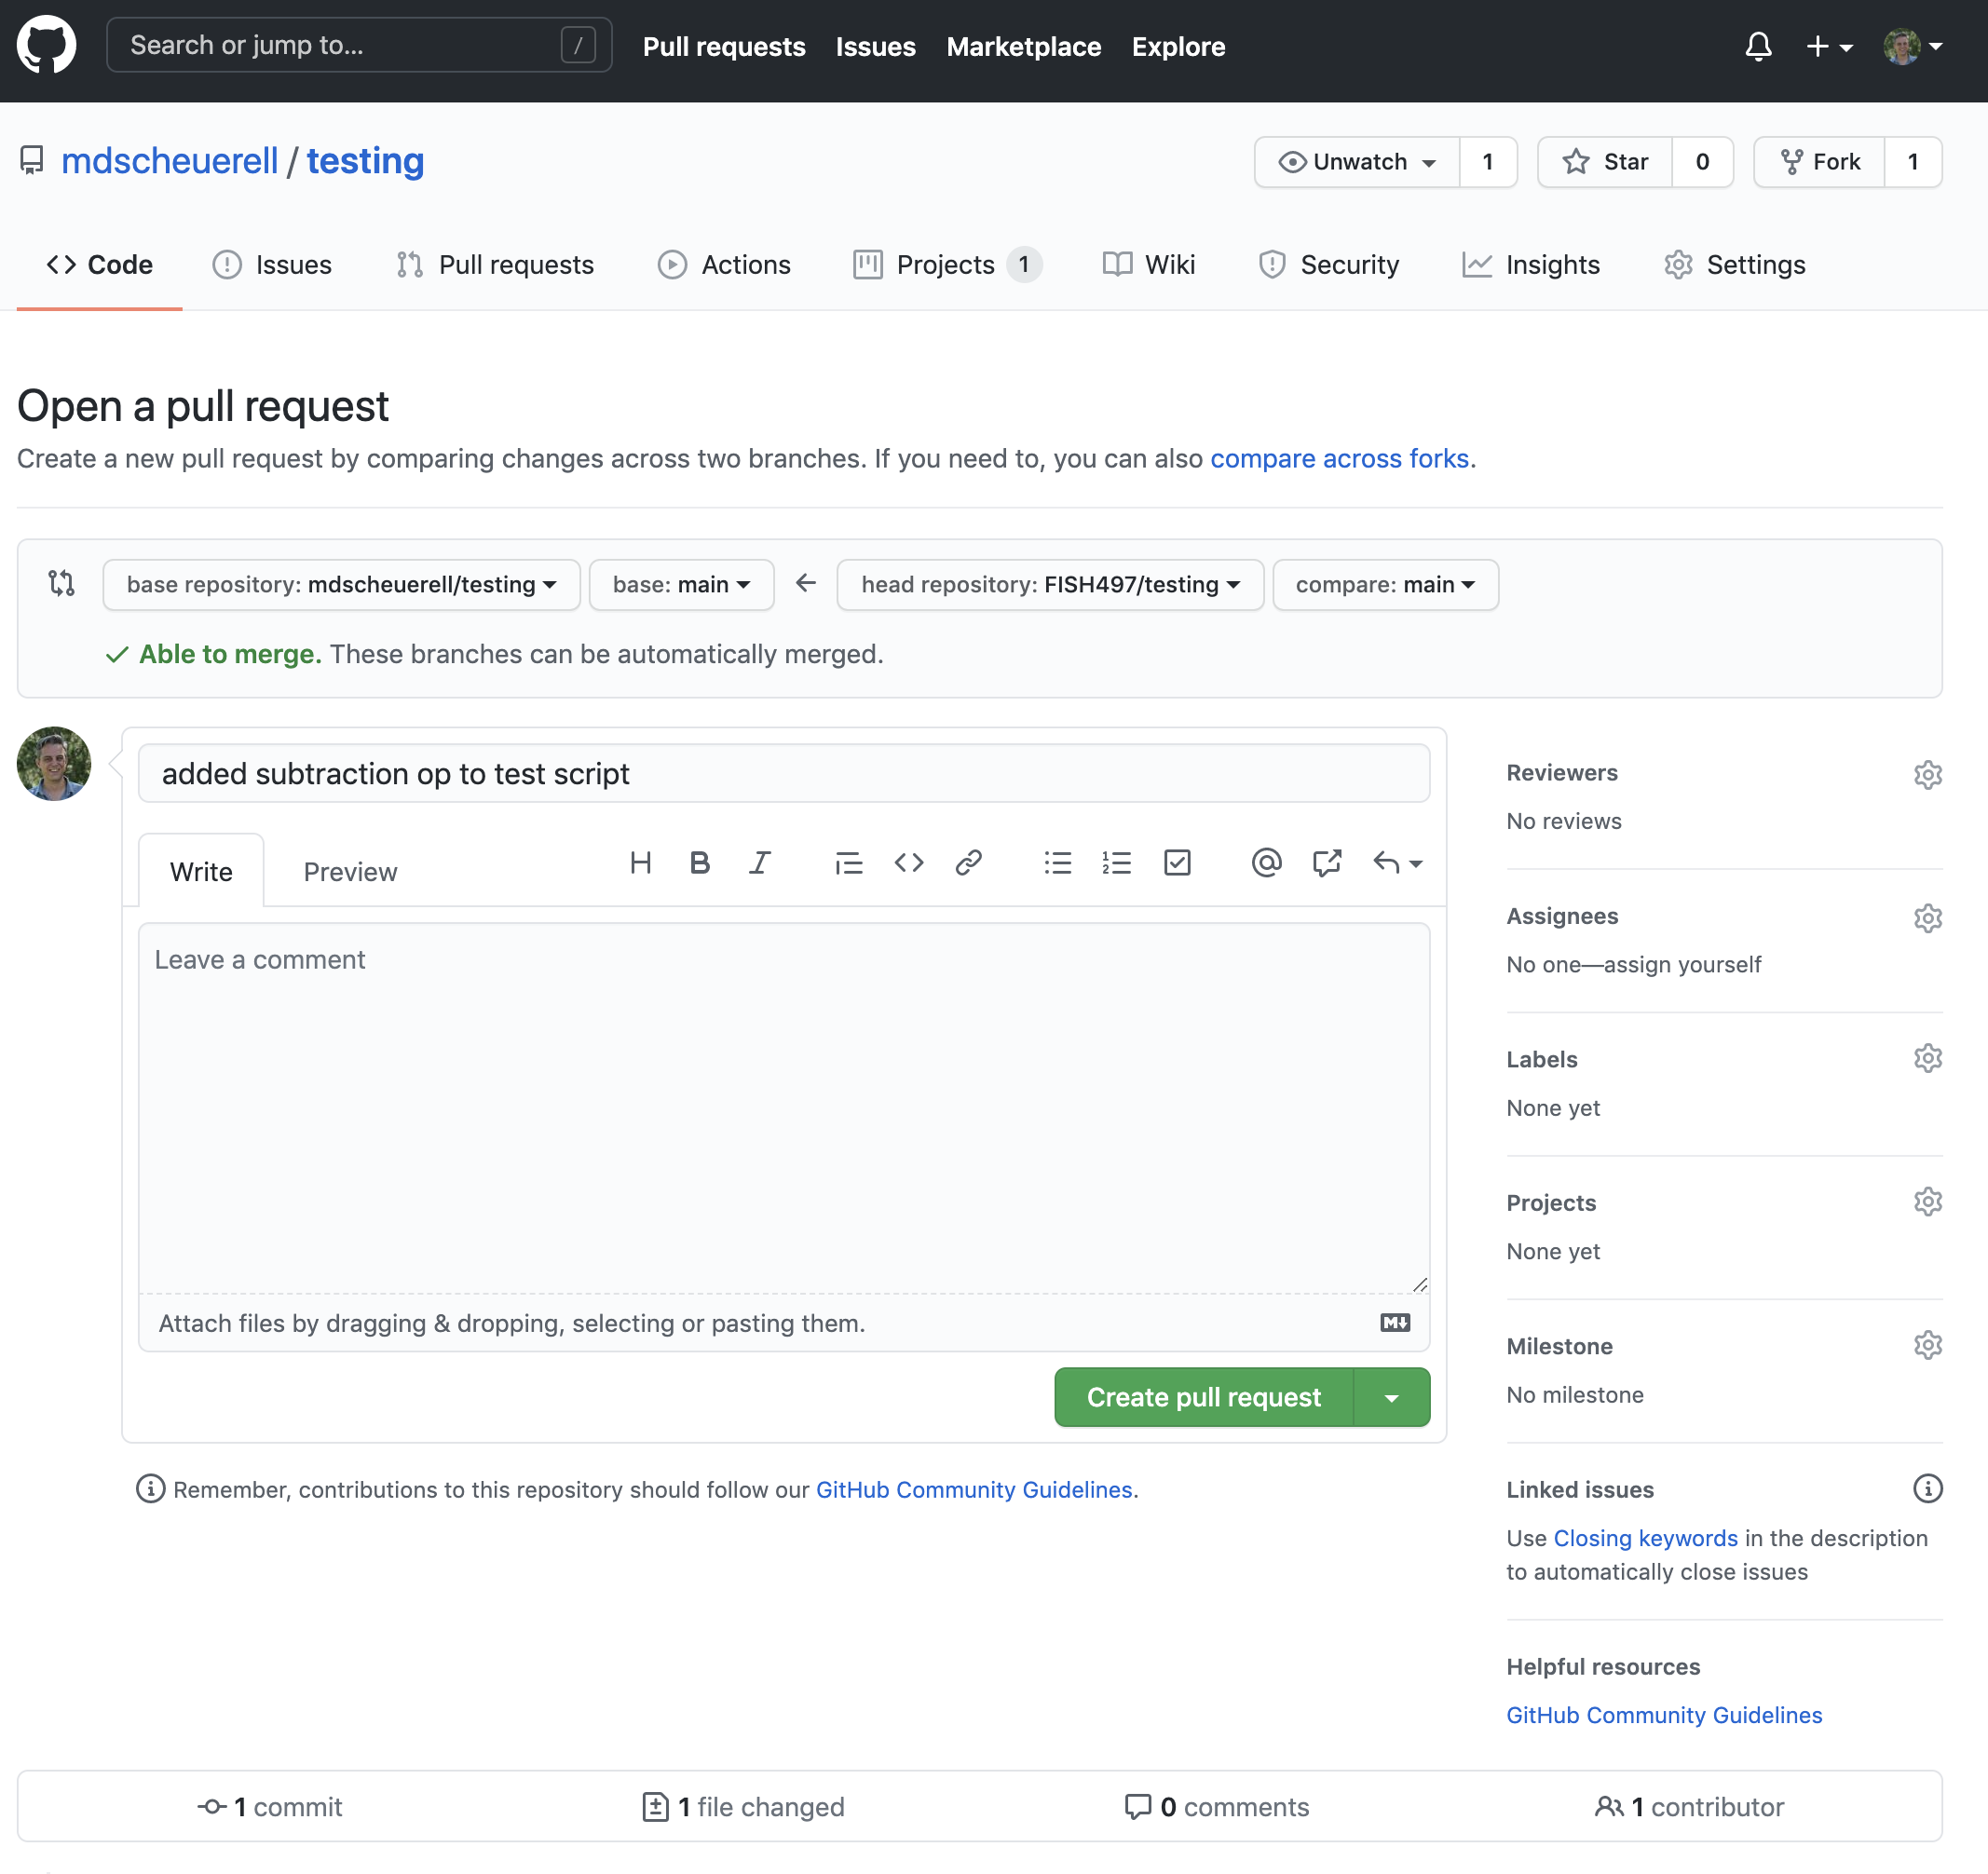 Search or jump to... /
Pull requests Issues Marketplace Explore
mdscheuerell / testing
Unwatch 1 Star 0 Fork 1
Code Issues Pull requests Actions Projects 1 Wiki Security Insights Settings
Open a pull request
Create a new pull request by comparing changes across two branches. If you need to, you can also compare across forks.
base repository: mdscheuerell/testing base: main ← head repository: FISH497/testing compare: main
Able to merge. These branches can be automatically merged.
added subtraction op to test script
Write Preview
Leave a comment
Attach files by dragging & dropping, selecting or pasting them.
Create pull request
Remember, contributions to this repository should follow our GitHub Community Guidelines.
Reviewers
No reviews
Assignees
No one—assign yourself
Labels
None yet
Projects
None yet
Milestone
No milestone
Linked issues
Use Closing keywords in the description
to automatically close issues
Helpful resources
GitHub Community Guidelines
1 commit 1 file changed 0 comments 1 contributor